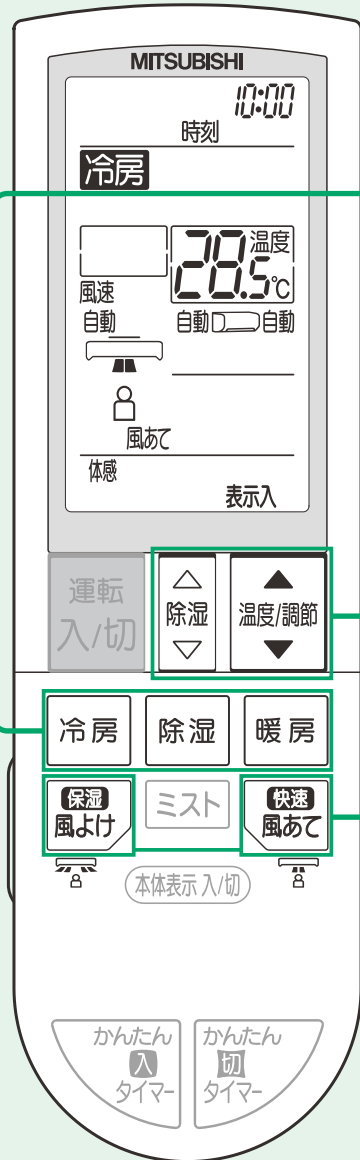 MITSUBISHI
10:00
時刻
冷房
温度
28.5℃
風速
自動 自動 自動
風あて
体感
表示入
運転
入/切
除湿
温度/調節
冷房 除湿 暖房
保湿
風よけ
ミスト
快速
風あて
本体表示 入/切
かんたん
入
タイマー
かんたん
切
タイマー